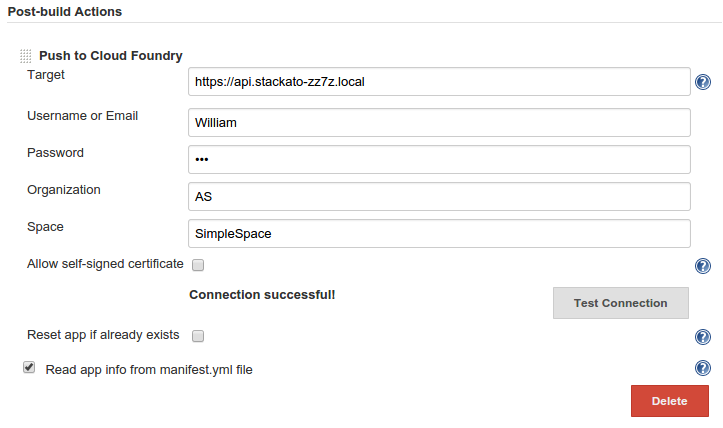 Post-build Actions
Push to Cloud Foundry
Target
https://api.stackato-zz7z.local
Username or Email
William
Password
•••
Organization
AS
Space
SimpleSpace
Allow self-signed certificate
Connection successful!
Test Connection
Reset app if already exists
Read app info from manifest.yml file
Delete